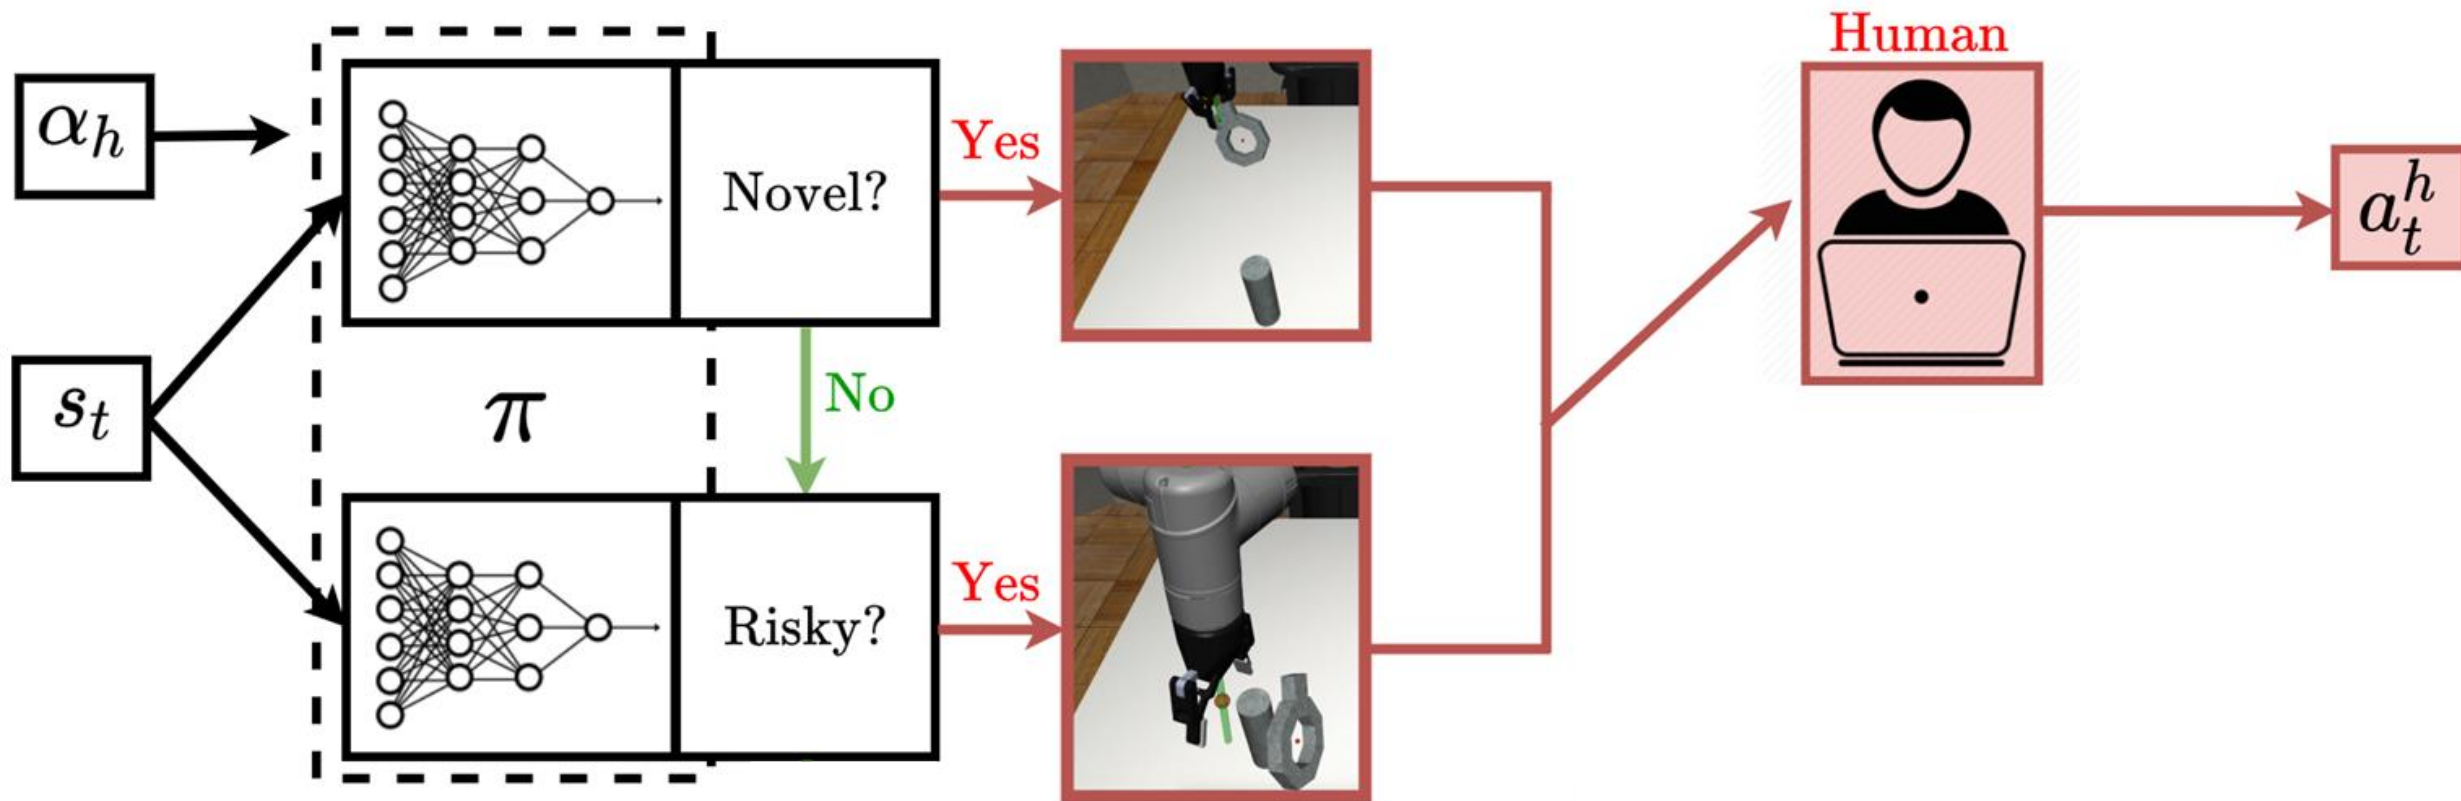 Human
α_h
Novel?
Yes
a_t^h
s_t
π
No
Risky?
Yes